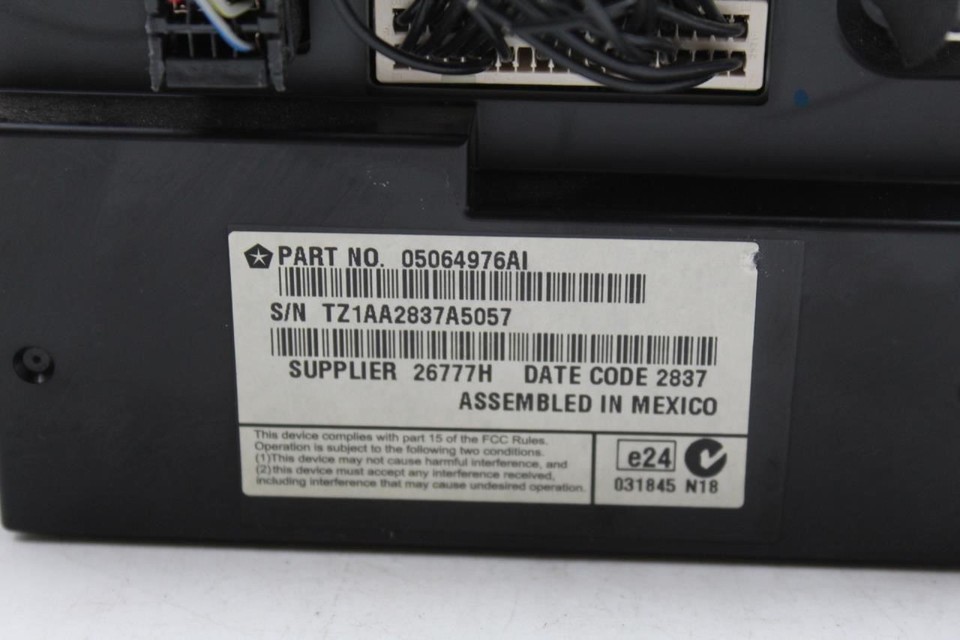 PART NO. 05064976AI
S/N TZ1AA2837A5057
SUPPLIER 26777H DATE CODE 2837
ASSEMBLED IN MEXICO
This device complies with part 15 of the FCC Rules.
Operation is subject to the following two conditions.
(1)This device may not cause harmful interference, and
(2)this device must accept any interference received,
including interference that may cause undesired operation.
e24
031845 N18